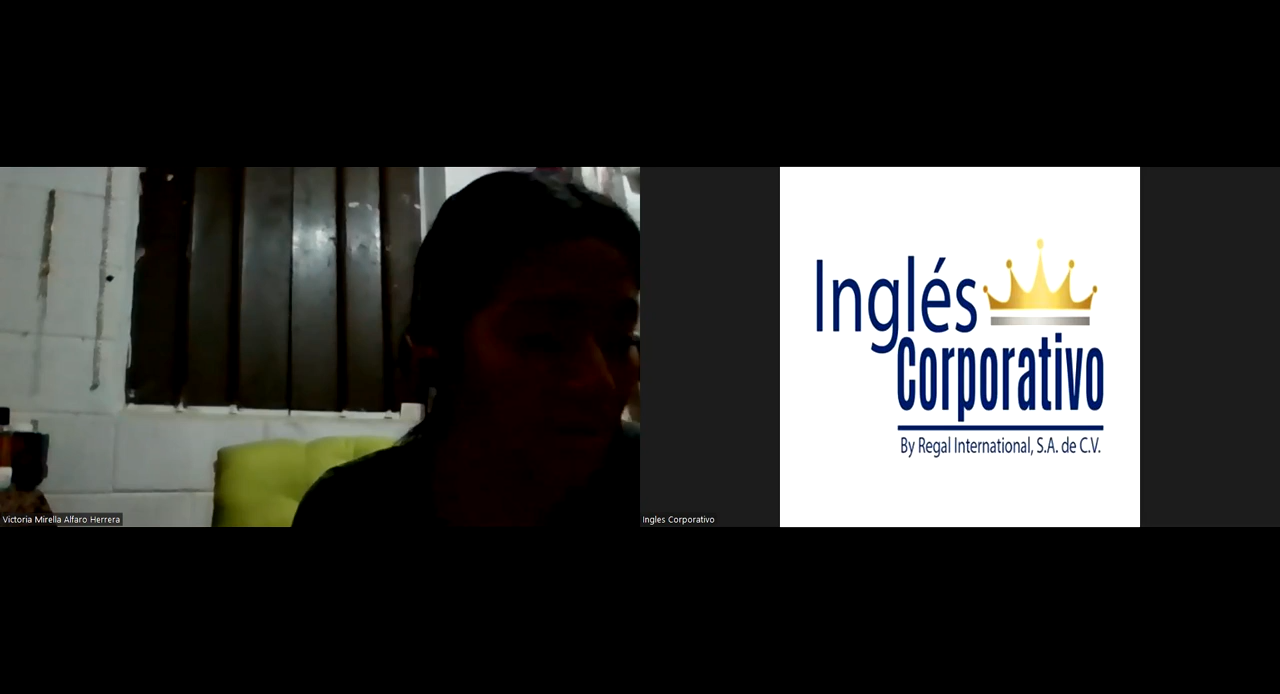 Inglés
Corporativo
By Regal International, S.A. de C.V.
Victoria Mirella Alfaro Herrera
Ingles Corporativo